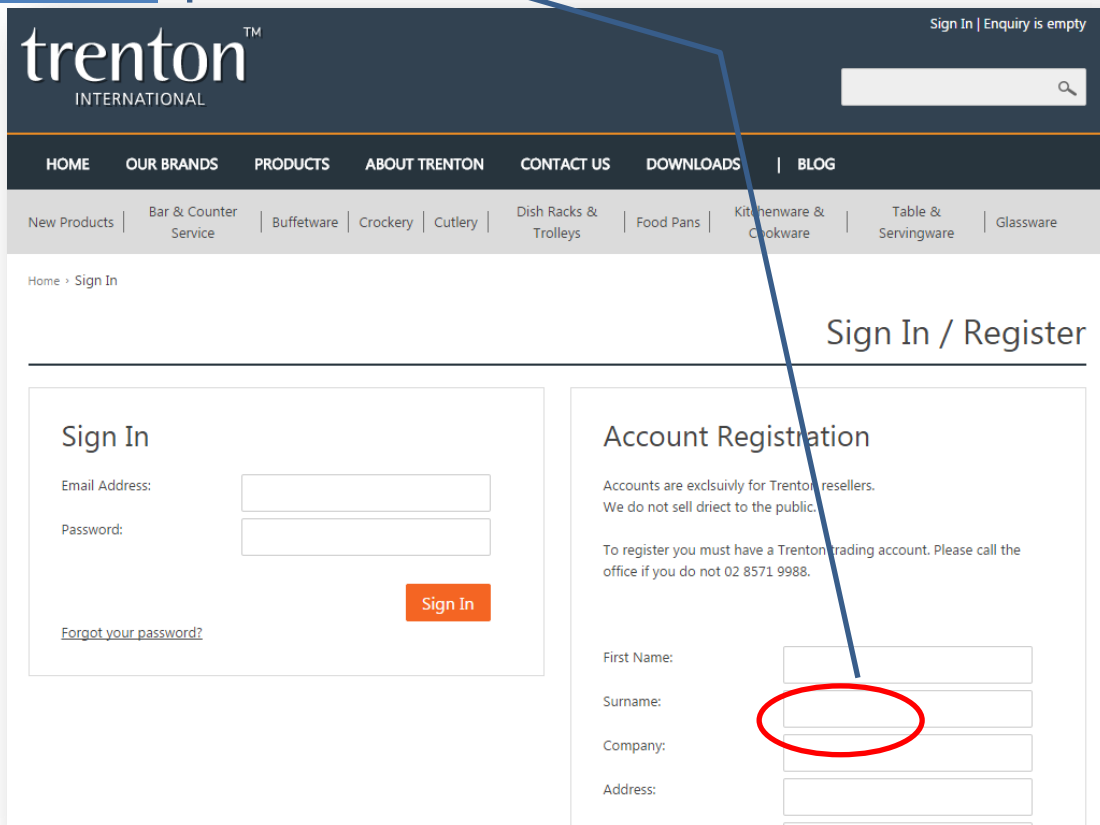 trenton™
INTERNATIONAL
Sign In | Enquiry is empty
HOME OUR BRANDS PRODUCTS ABOUT TRENTON CONTACT US DOWNLOADS | BLOG
New Products | Bar & Counter Service | Buffetware | Crockery | Cutlery | Dish Racks & Trolleys | Food Pans | Kitchenware & Cookware | Table & Servingware | Glassware
Home › Sign In
Sign In / Register
Sign In
Email Address:
Password:
Sign In
Forgot your password?
Account Registration
Accounts are exclsuivly for Trenton resellers.
We do not sell driect to the public.
To register you must have a Trenton trading account. Please call the
office if you do not 02 8571 9988.
First Name:
Surname:
Company:
Address: